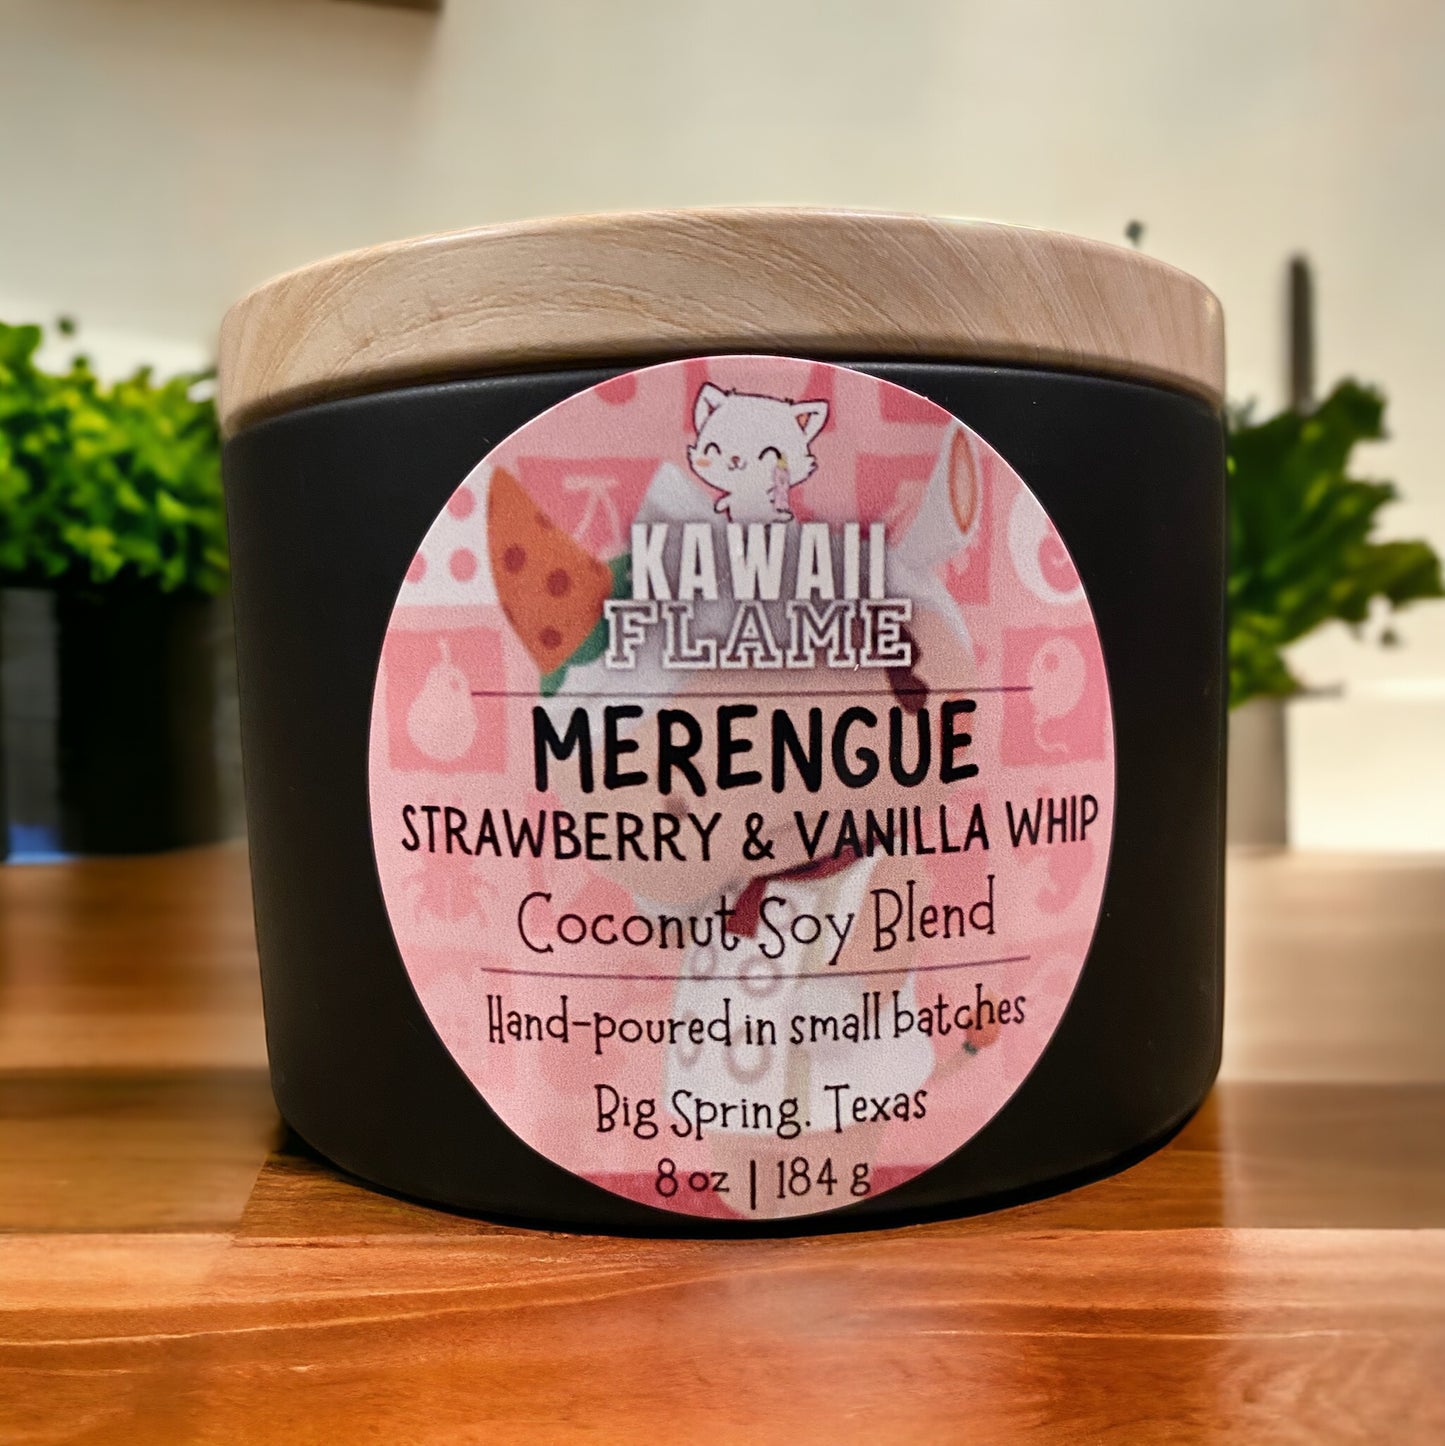 KAWAII
FLAME
MERENGUE
STRAWBERRY & VANILLA WHIP
Coconut Soy Blend
Hand-poured in small batches
Big Spring. Texas
8 oz | 184 g